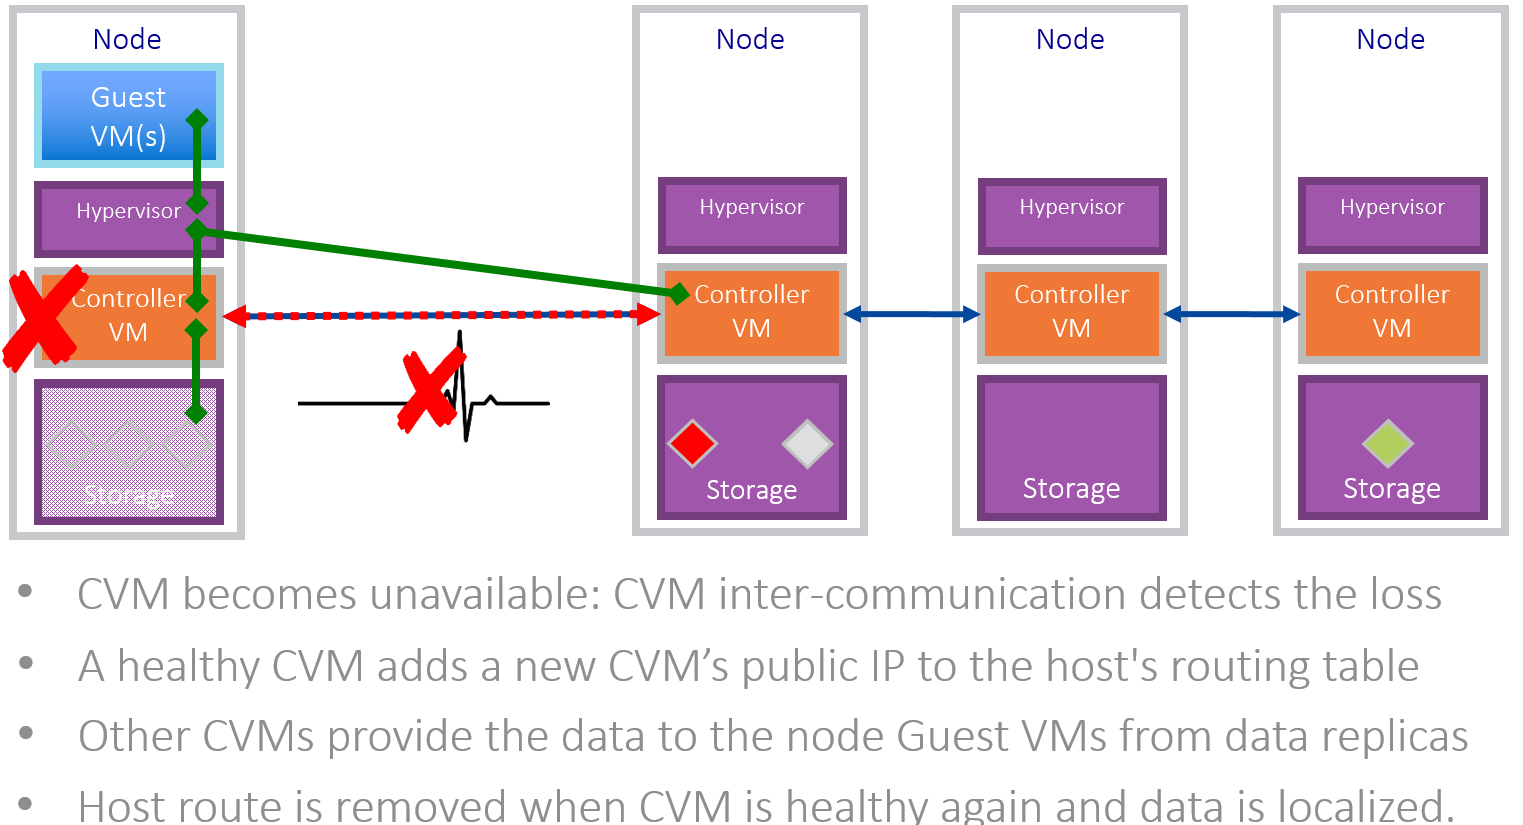 Node
Guest
VM(s)
Hypervisor
Controller
VM
Storage
Node
Hypervisor
Controller
VM
Storage
Node
Hypervisor
Controller
VM
Storage
Node
Hypervisor
Controller
VM
Storage
• CVM becomes unavailable: CVM inter-communication detects the loss
• A healthy CVM adds a new CVM’s public IP to the host's routing table
• Other CVMs provide the data to the node Guest VMs from data replicas
• Host route is removed when CVM is healthy again and data is localized.